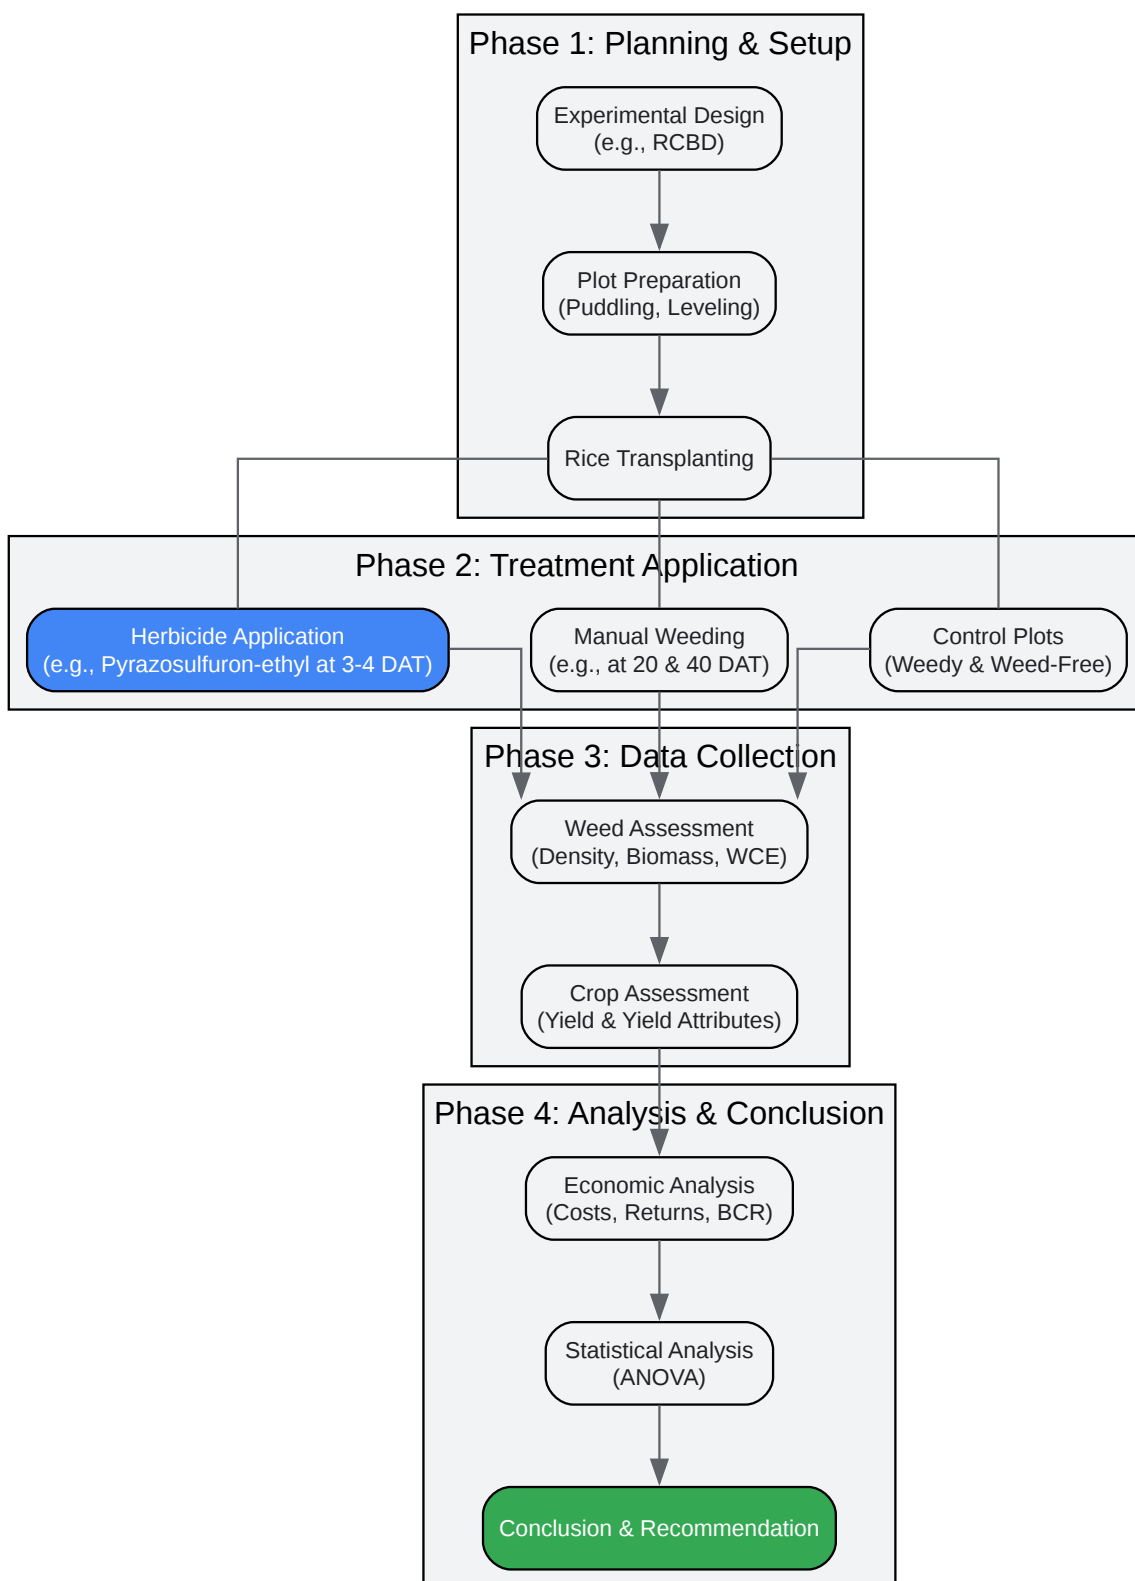 Phase 1: Planning & Setup
Experimental Design
(e.g., RCBD)
Plot Preparation
(Puddling, Leveling)
Rice Transplanting
Phase 2: Treatment Application
Herbicide Application
(e.g., Pyrazosulfuron-ethyl at 3-4 DAT)
Manual Weeding
(e.g., at 20 & 40 DAT)
Control Plots
(Weedy & Weed-Free)
Phase 3: Data Collection
Weed Assessment
(Density, Biomass, WCE)
Crop Assessment
(Yield & Yield Attributes)
Phase 4: Analysis & Conclusion
Economic Analysis
(Costs, Returns, BCR)
Statistical Analysis
(ANOVA)
Conclusion & Recommendation